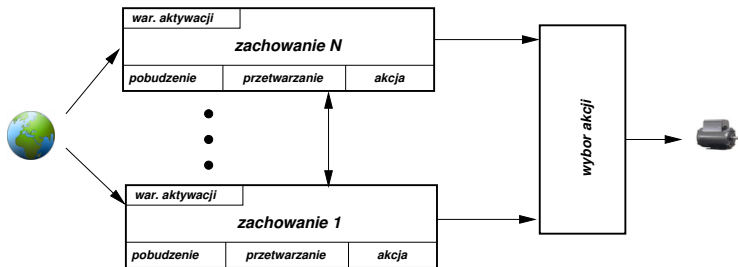 war. aktywacji
zachowanie N
pobudzenie przetwarzanie akcja
wybor akcji
war. aktywacji
zachowanie 1
pobudzenie przetwarzanie akcja